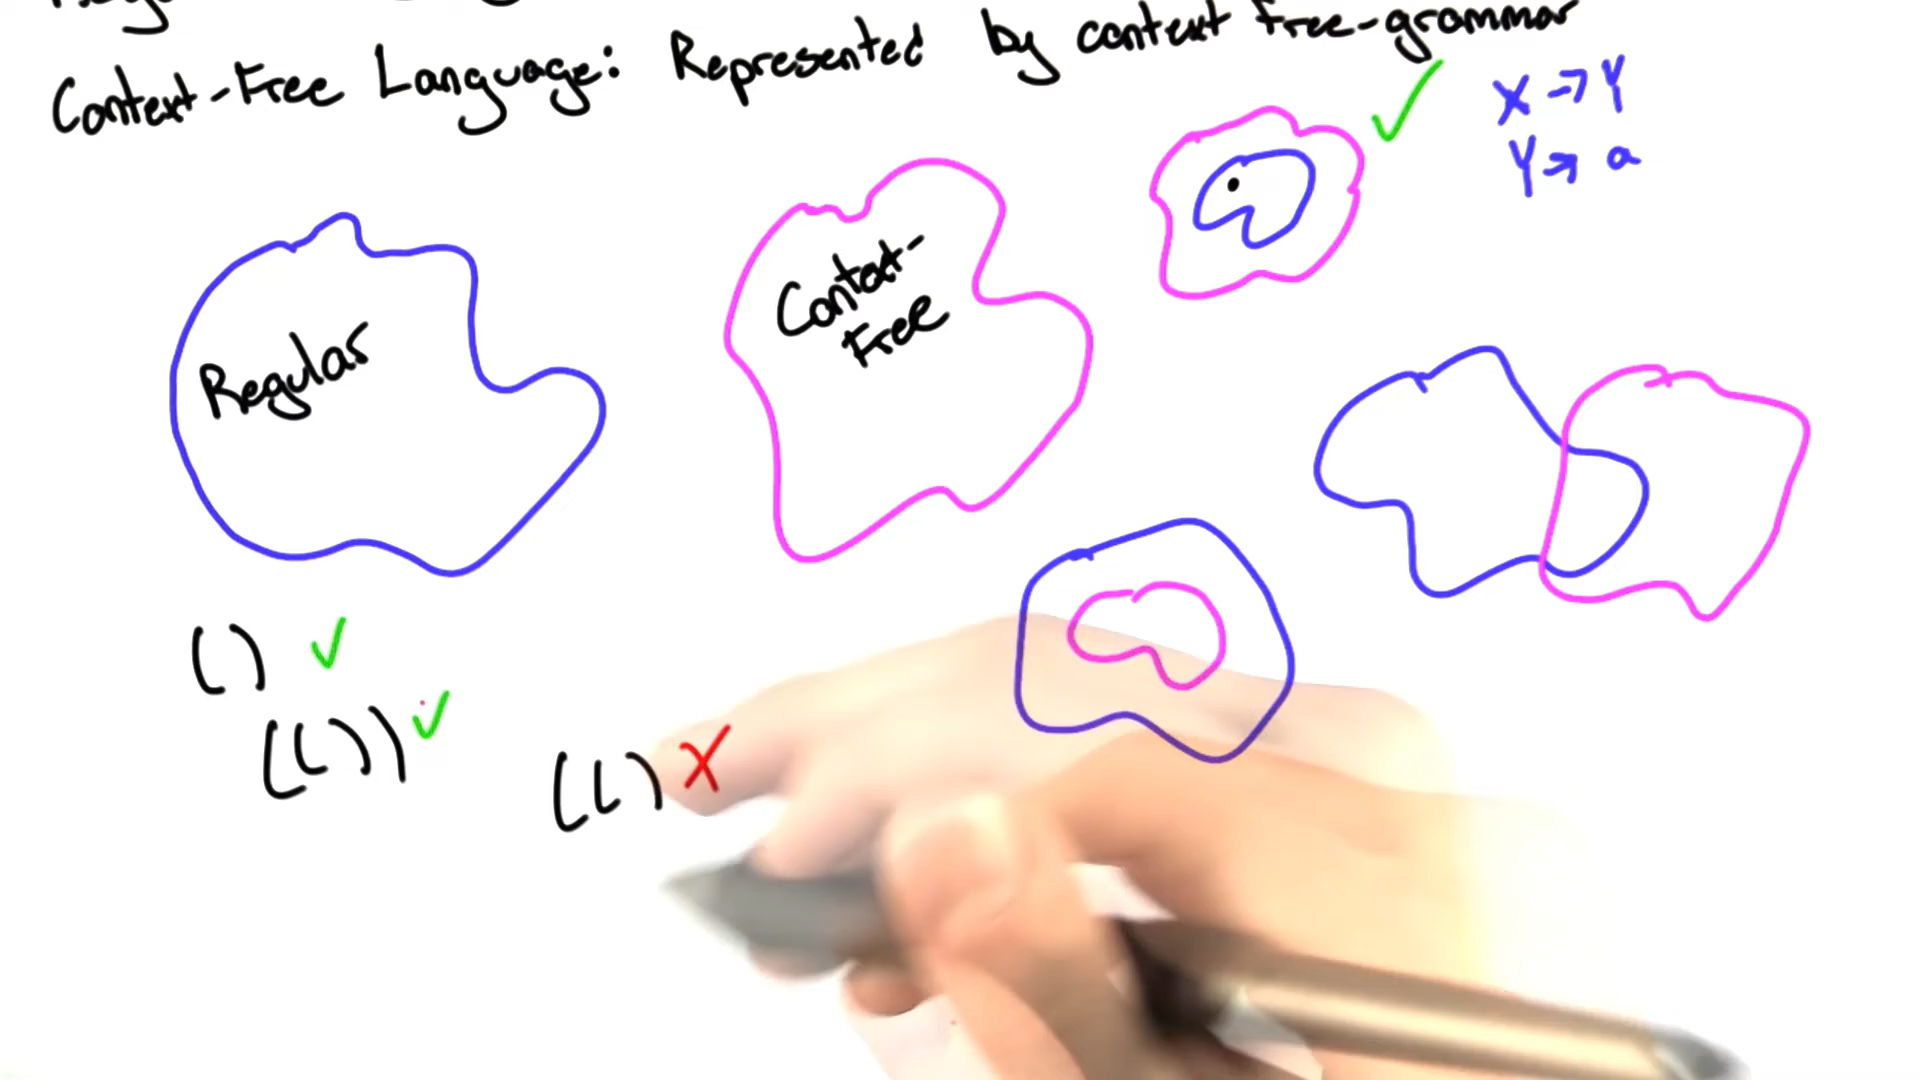 Context-Free Language: Represented by context free-grammar
X → Y
Y → a
Context-
Free
Regular
() ✓
(()) ✓
(() X